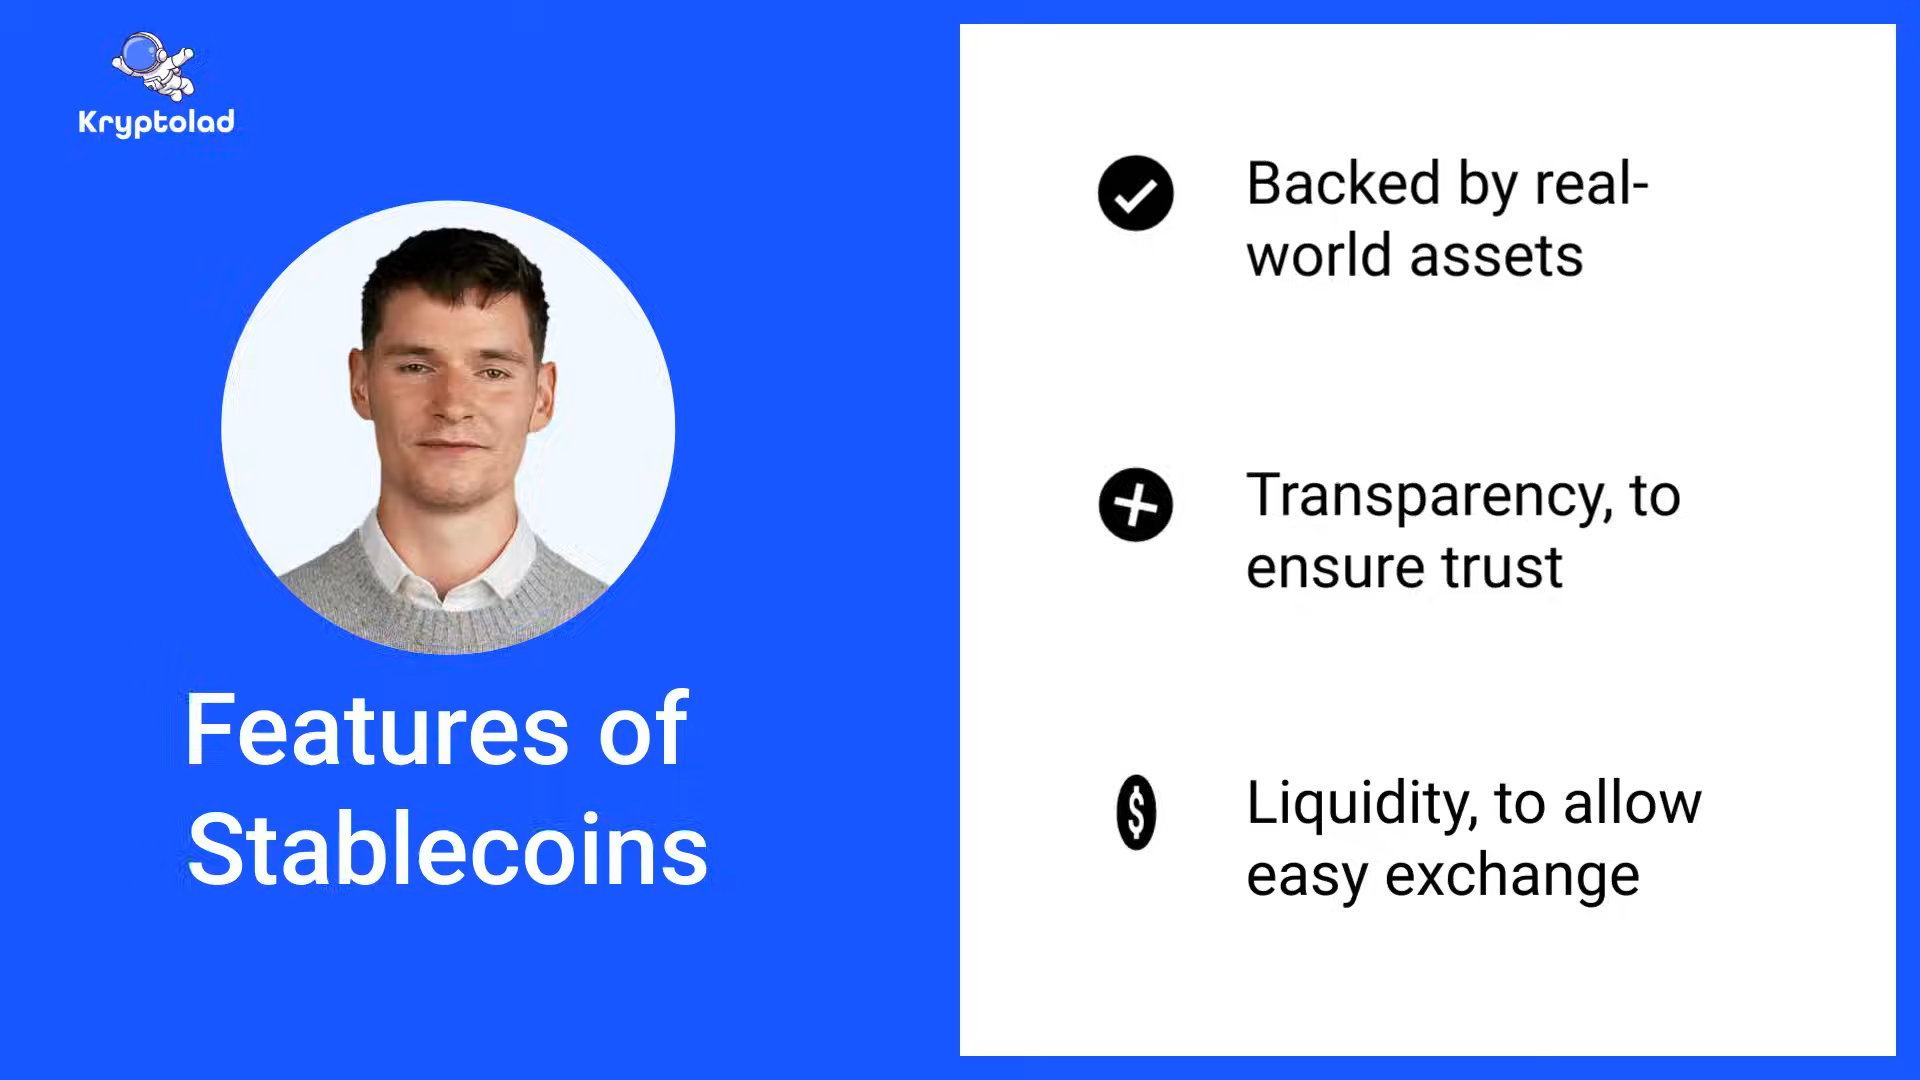 Kryptolad
Features of
Stablecoins
Backed by real-
world assets
Transparency, to
ensure trust
$
Liquidity, to allow
easy exchange